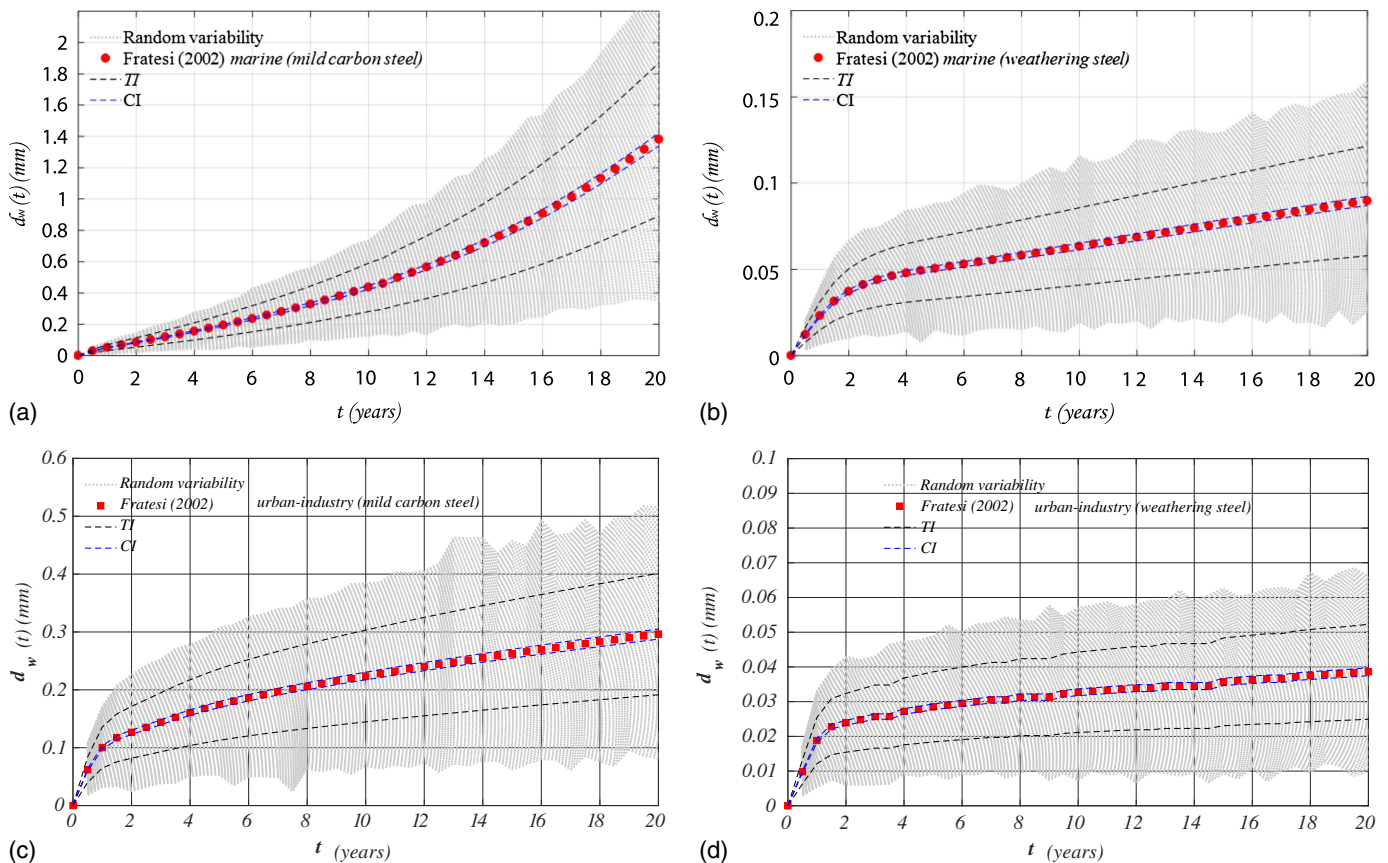 Random variability
Fratesi (2002) marine (mild carbon steel)
TI
CI
2
1.8
1.6
1.4
1.2
1
0.8
0.6
0.4
0.2
0
d_w(t) (mm)
0 2 4 6 8 10 12 14 16 18 20
t (years)
(a)
Random variability
Fratesi (2002) marine (weathering steel)
TI
CI
0.2
0.15
0.1
0.05
0
d_w(t) (mm)
0 2 4 6 8 10 12 14 16 18 20
t (years)
(b)
Random variability
Fratesi (2002) urban-industry (mild carbon steel)
TI
CI
0.6
0.5
0.4
0.3
0.2
0.1
0
d_w (t) (mm)
0 2 4 6 8 10 12 14 16 18 20
t (years)
(c)
Random variability
Fratesi (2002) urban-industry (weathering steel)
TI
CI
0.1
0.09
0.08
0.07
0.06
0.05
0.04
0.03
0.02
0.01
0
d_w (t) (mm)
0 2 4 6 8 10 12 14 16 18 20
t (years)
(d)